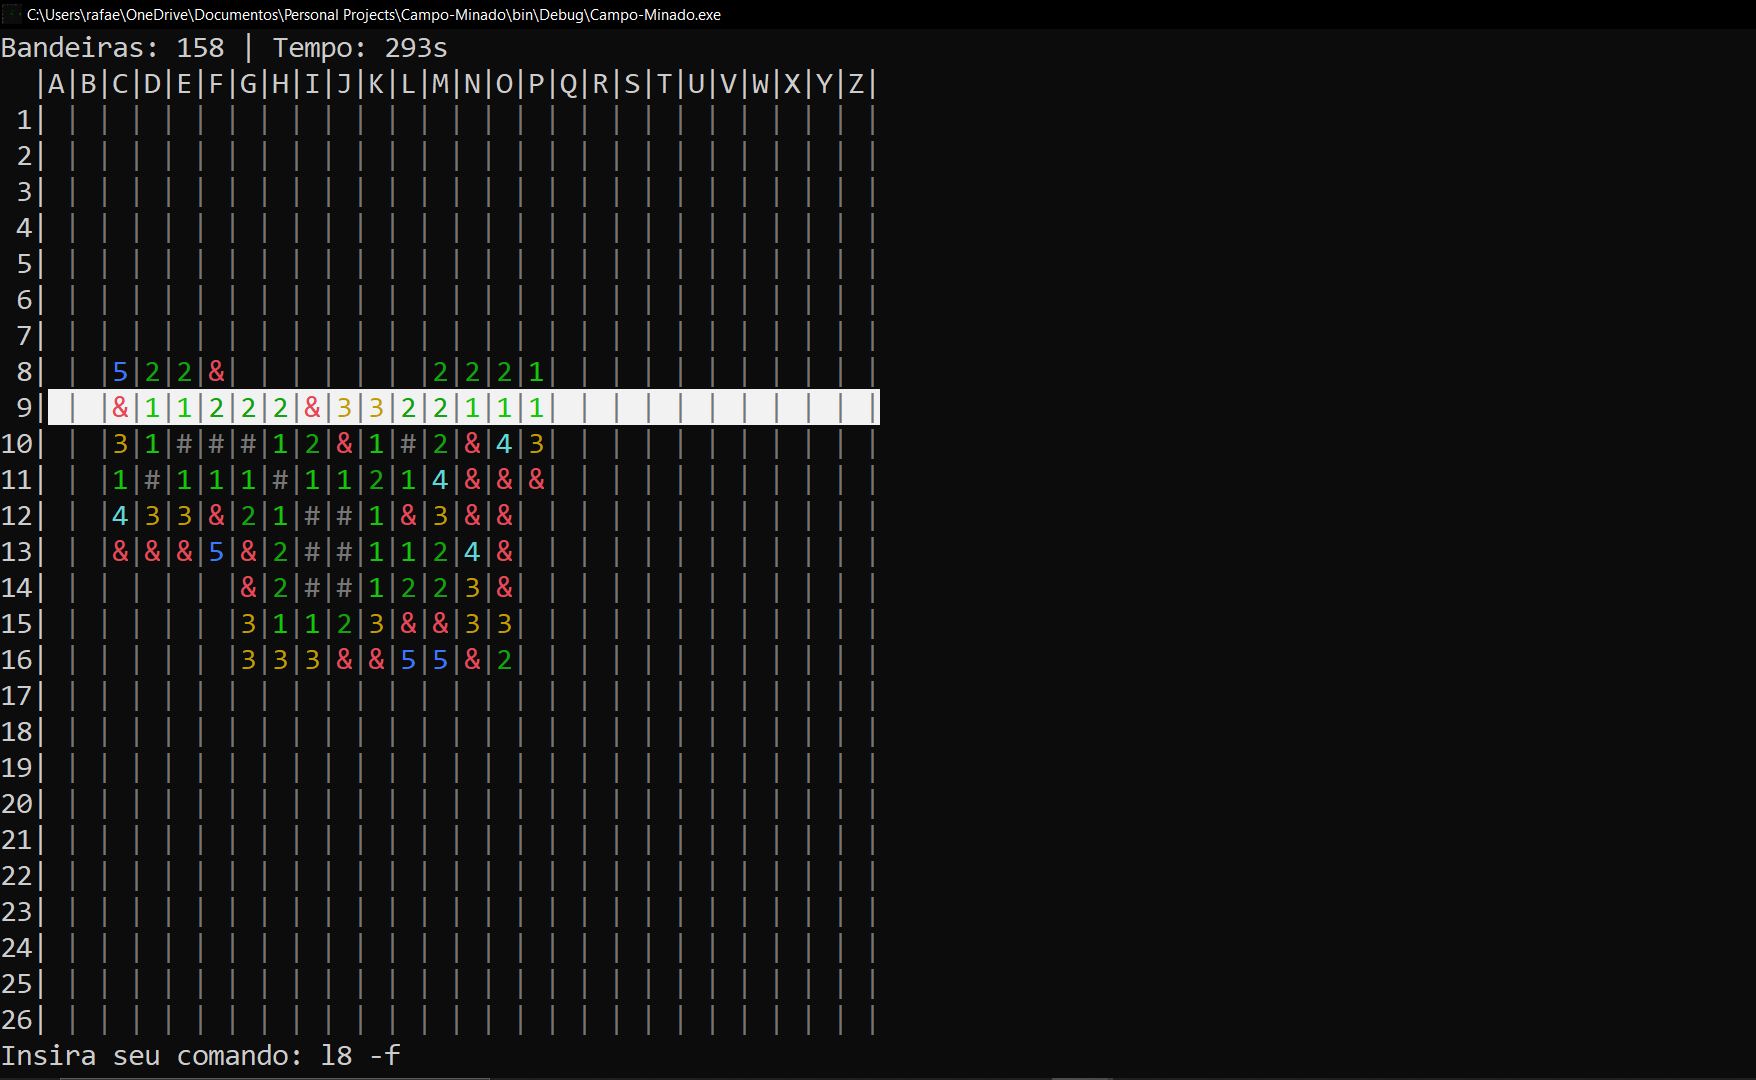 C:\Users\rafae\OneDrive\Documentos\Personal Projects\Campo-Minado\bin\Debug\Campo-Minado.exe
Bandeiras: 158 | Tempo: 293s
  |A|B|C|D|E|F|G|H|I|J|K|L|M|N|O|P|Q|R|S|T|U|V|W|X|Y|Z|
 1| | | | | | | | | | | | | | | | | | | | | | | | | | |
 2| | | | | | | | | | | | | | | | | | | | | | | | | | |
 3| | | | | | | | | | | | | | | | | | | | | | | | | | |
 4| | | | | | | | | | | | | | | | | | | | | | | | | | |
 5| | | | | | | | | | | | | | | | | | | | | | | | | | |
 6| | | | | | | | | | | | | | | | | | | | | | | | | | |
 7| | | | | | | | | | | | | | | | | | | | | | | | | | |
 8| | |5|2|2|&| | | | | | |2|2|2|1| | | | | | | | | | |
 9| | |&|1|1|2|2|2|&|3|3|2|2|1|1|1| | | | | | | | | | |
10| | |3|1|#|#|#|1|2|&|1|#|2|&|4|3| | | | | | | | | | |
11| | |1|#|1|1|1|#|1|1|2|1|4|&|&|&| | | | | | | | | | |
12| | |4|3|3|&|2|1|#|#|1|&|3|&|&| | | | | | | | | | | |
13| | |&|&|&|5|&|2|#|#|1|1|2|4|&| | | | | | | | | | | |
14| | | | | | |&|2|#|#|1|2|2|3|&| | | | | | | | | | | |
15| | | | | | |3|1|1|2|3|&|&|3|3| | | | | | | | | | | |
16| | | | | | |3|3|3|&|&|5|5|&|2| | | | | | | | | | | |
17| | | | | | | | | | | | | | | | | | | | | | | | | | |
18| | | | | | | | | | | | | | | | | | | | | | | | | | |
19| | | | | | | | | | | | | | | | | | | | | | | | | | |
20| | | | | | | | | | | | | | | | | | | | | | | | | | |
21| | | | | | | | | | | | | | | | | | | | | | | | | | |
22| | | | | | | | | | | | | | | | | | | | | | | | | | |
23| | | | | | | | | | | | | | | | | | | | | | | | | | |
24| | | | | | | | | | | | | | | | | | | | | | | | | | |
25| | | | | | | | | | | | | | | | | | | | | | | | | | |
26| | | | | | | | | | | | | | | | | | | | | | | | | | |
Insira seu comando: l8 -f